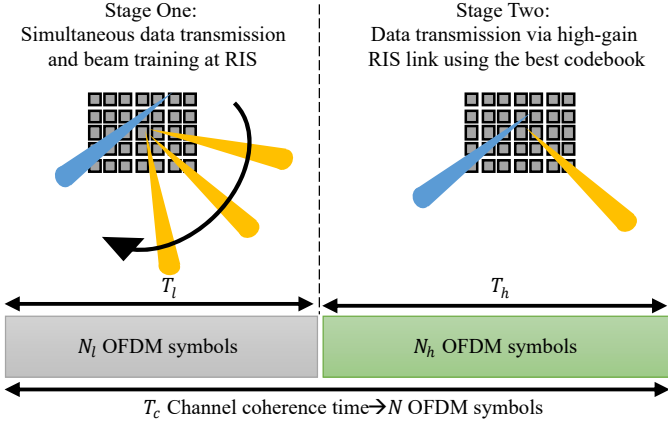 Stage One:
Simultaneous data transmission
and beam training at RIS
Stage Two:
Data transmission via high-gain
RIS link using the best codebook
T_l
T_h
N_l OFDM symbols
N_h OFDM symbols
T_c Channel coherence time→N OFDM symbols